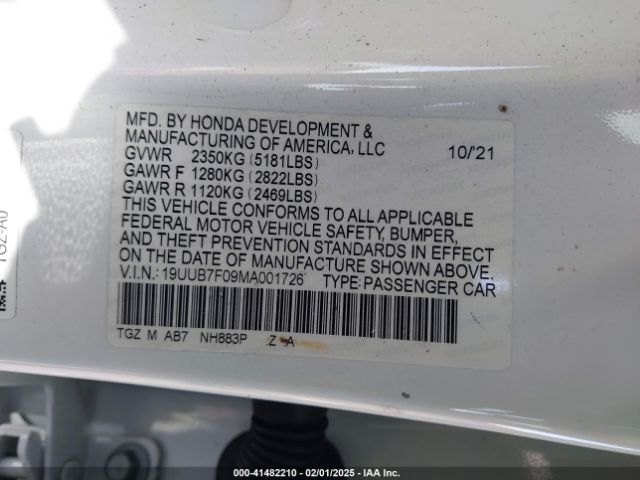 MFD. BY HONDA DEVELOPMENT &
MANUFACTURING OF AMERICA, LLC 10/'21
GVWR 2350KG (5181LBS)
GAWR F 1280KG (2822LBS)
GAWR R 1120KG (2469LBS)
THIS VEHICLE CONFORMS TO ALL APPLICABLE
FEDERAL MOTOR VEHICLE SAFETY, BUMPER,
AND THEFT PREVENTION STANDARDS IN EFFECT
ON THE DATE OF MANUFACTURE SHOWN ABOVE.
V.I.N.: 19UUB7F09MA001726 TYPE: PASSENGER CAR
TGZ M AB7 NH883P Z A
TGZ-A0
000-41482210 - 02/01/2025 - IAA Inc.